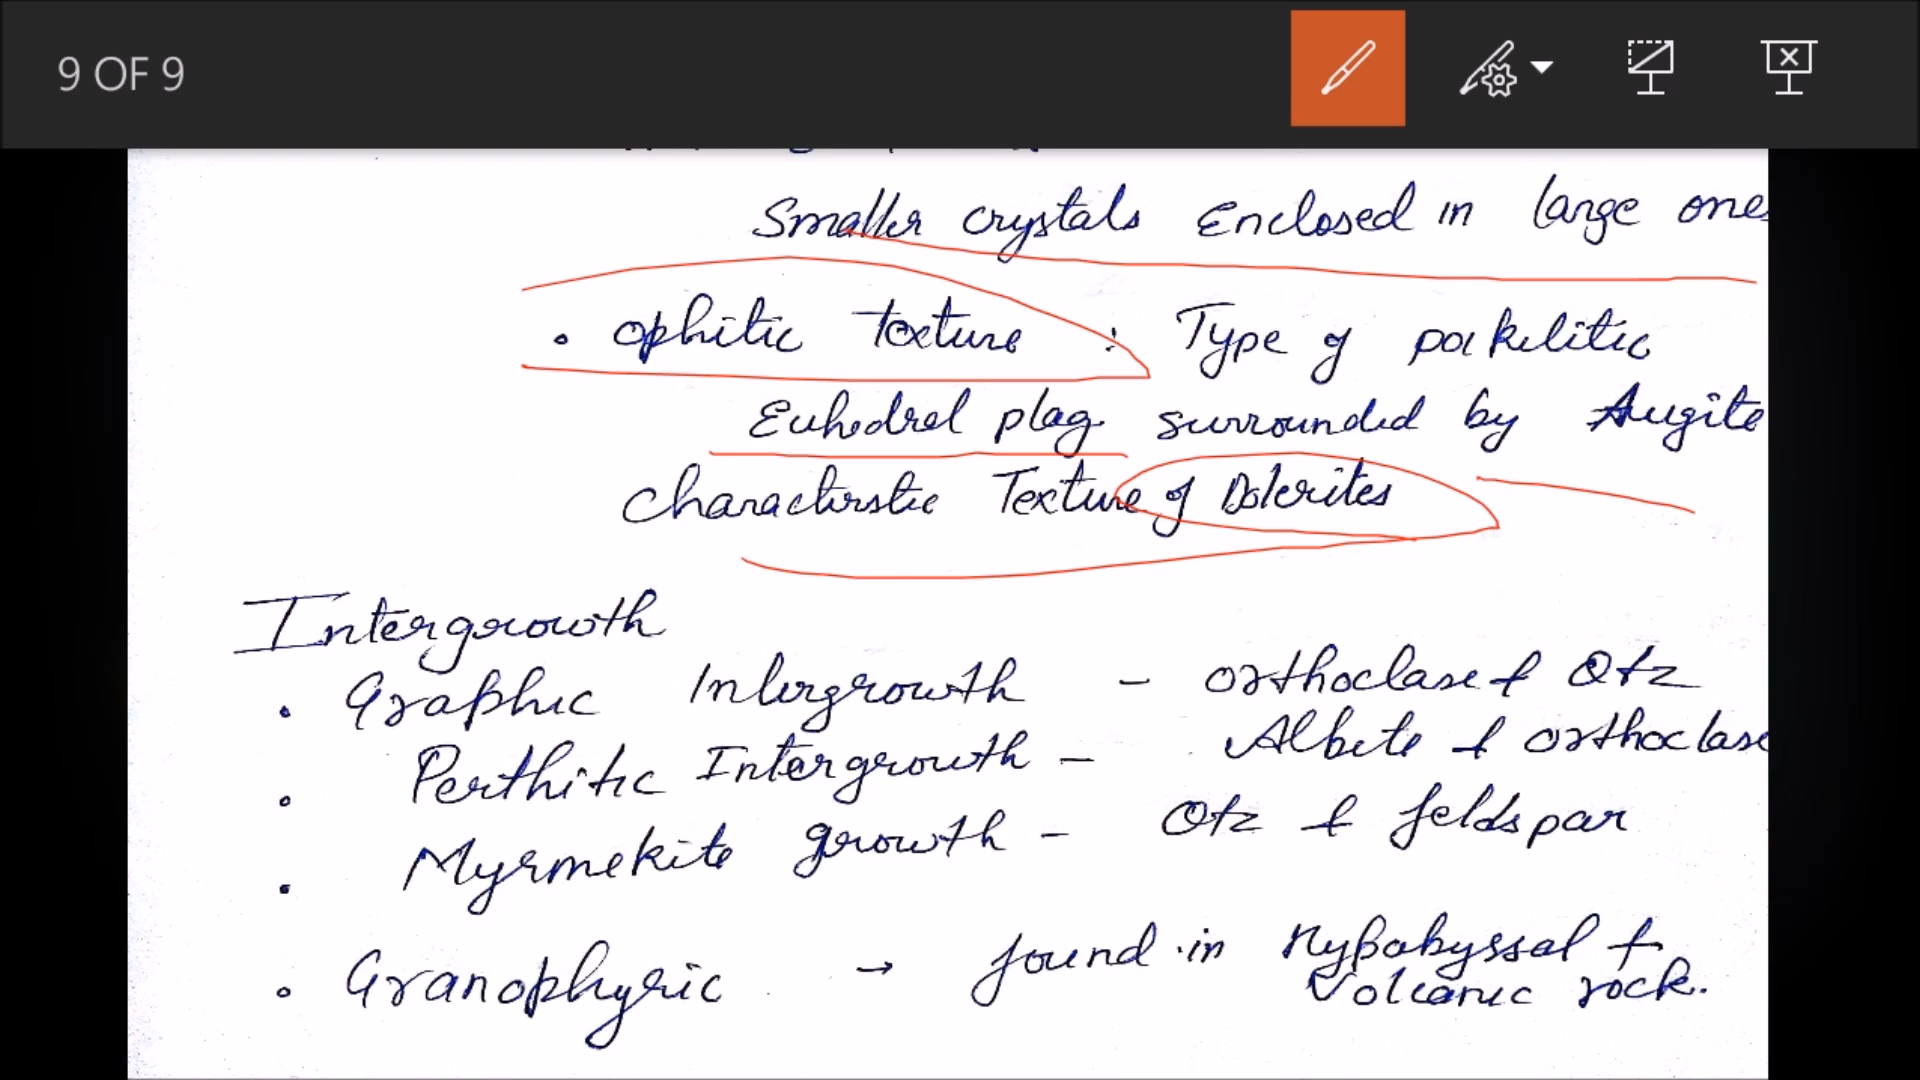 9 OF 9
Smaller crystals Enclosed in large ones
• ophitic Texture : Type of poikilitic
Euhedral plag. surrounded by Augite
Characterstic Texture of Dolerites
Intergrowth
• Graphic Intergrowth - orthoclase & Qtz
• Perthitic Intergrowth - Albite & orthoclase
• Myrmekite growth - Qtz & feldspar
• Granophyric → found in Hypabyssal +
Volcanic rock.